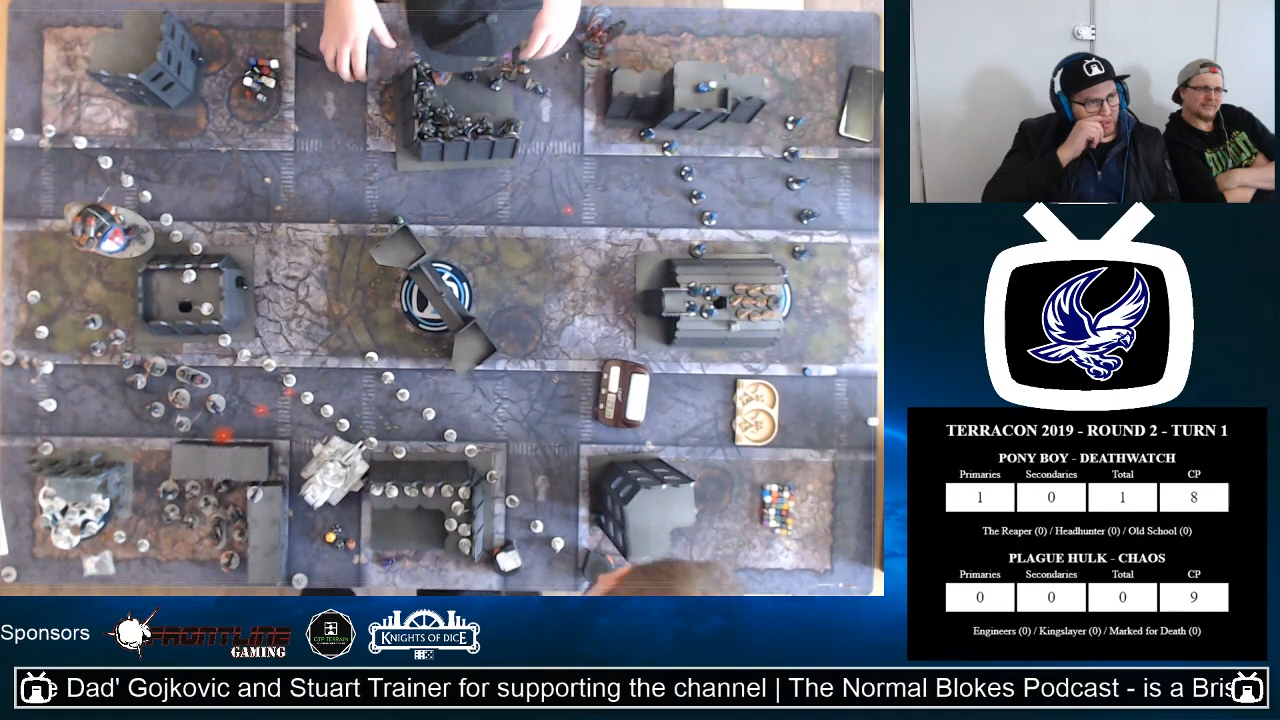 TERRACON 2019 - ROUND 2 - TURN 1
PONY BOY - DEATHWATCH
Primaries Secondaries Total CP
1 0 1 8
The Reaper (0) / Headhunter (0) / Old School (0)
PLAGUE HULK - CHAOS
Primaries Secondaries Total CP
0 0 0 9
Engineers (0) / Kingslayer (0) / Marked for Death (0)
Sponsors
FRONTLINE
GAMING
KNIGHTS OF DICE
Dad' Gojkovic and Stuart Trainer for supporting the channel | The Normal Blokes Podcast - is a Bris